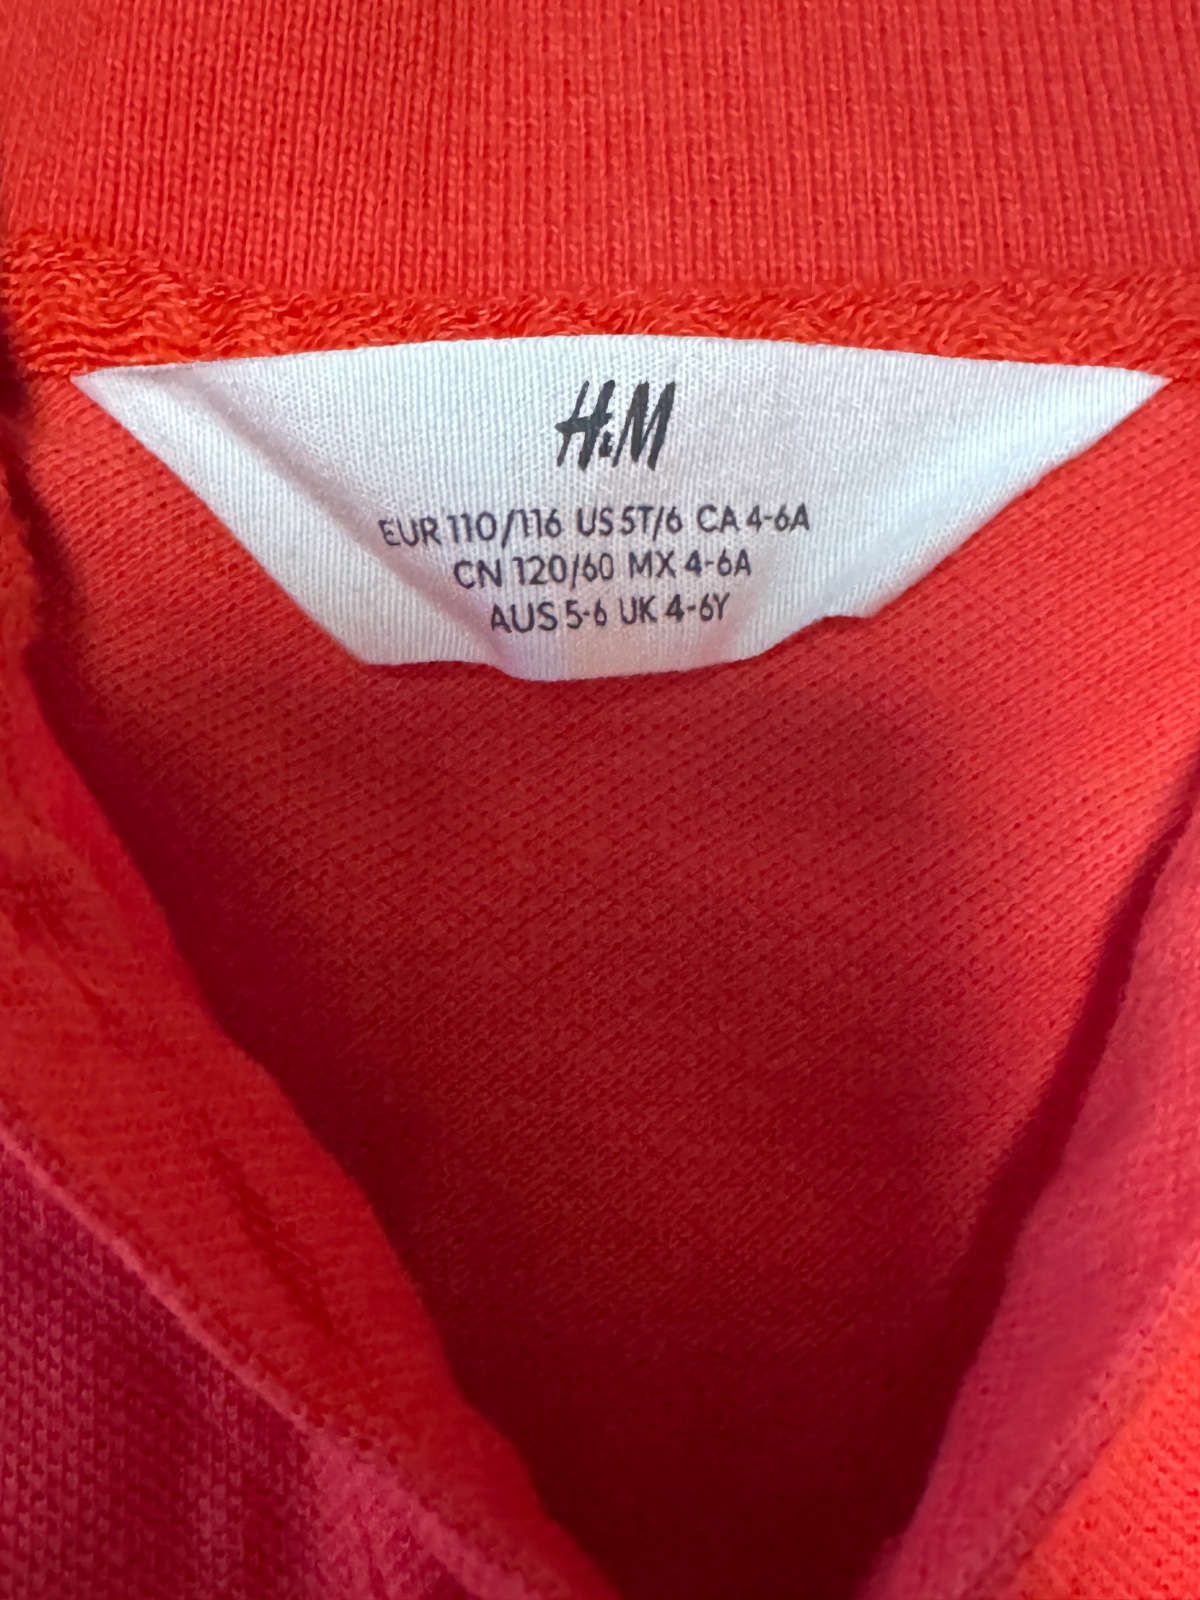 H&M
EUR 110/116 US 5T/6 CA 4-6A
CN 120/60 MX 4-6A
AUS 5-6 UK 4-6Y